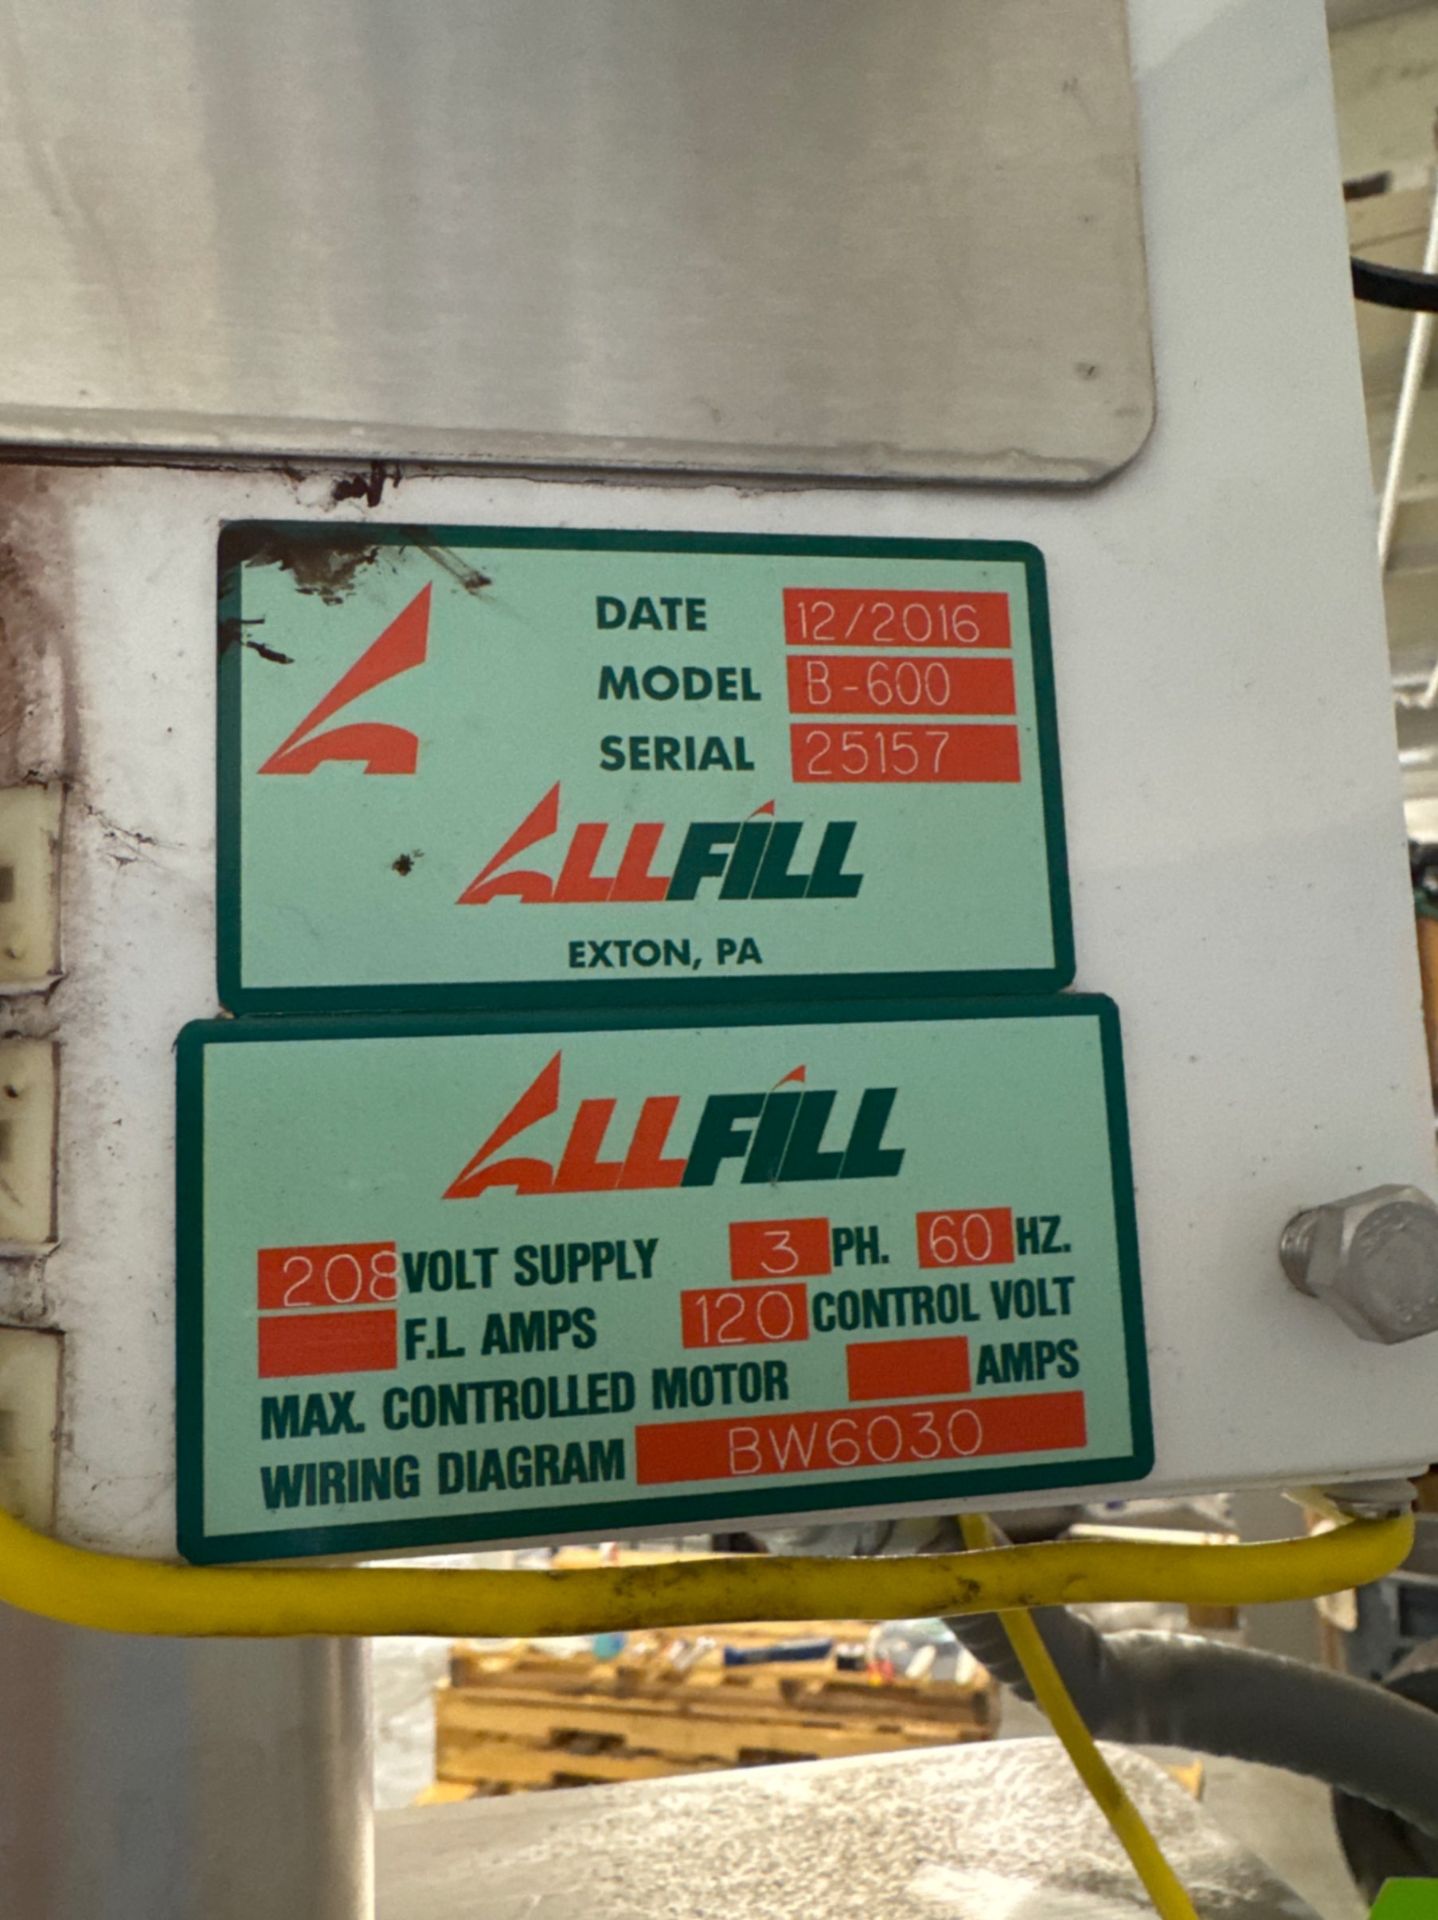 DATE 12/2016
MODEL B-600
SERIAL 25157
ALLFILL
EXTON, PA
ALLFILL
208 VOLT SUPPLY 3 PH. 60 HZ.
F.L. AMPS 120 CONTROL VOLT
MAX. CONTROLLED MOTOR AMPS
WIRING DIAGRAM BW6030